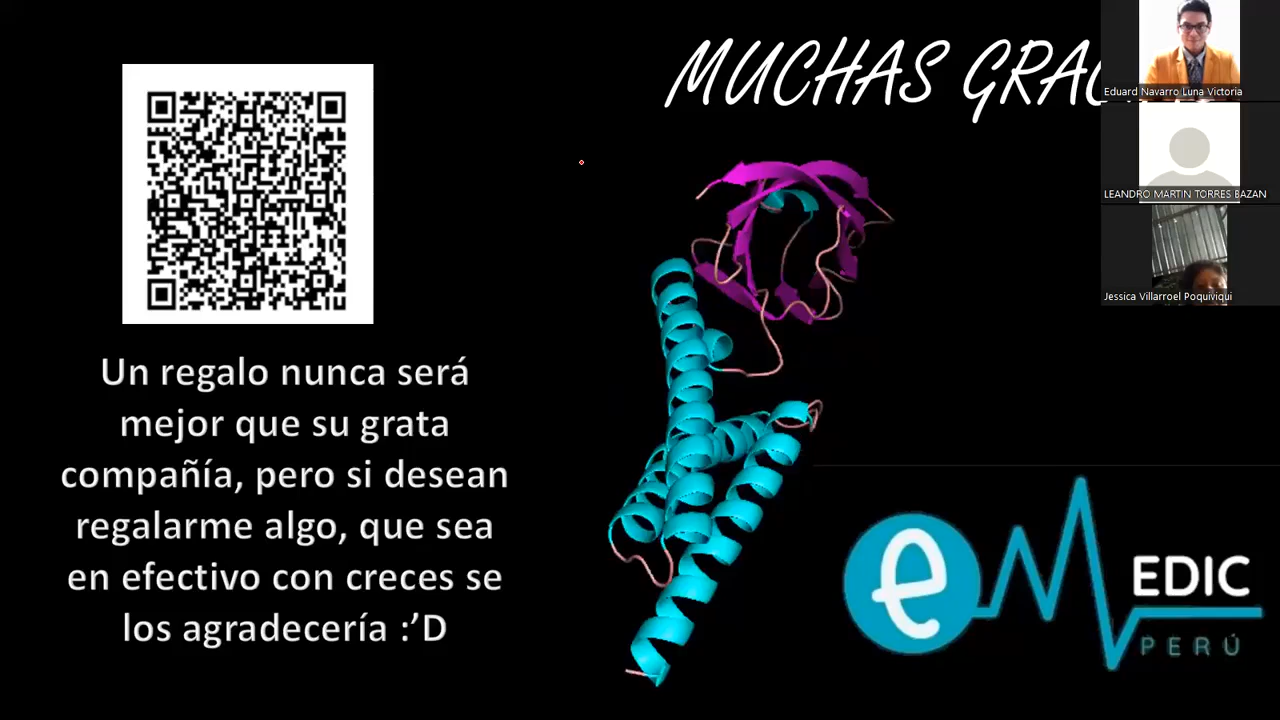 MUCHAS GRAC
Eduard Navarro Luna Victoria
LEANDRO MARTIN TORRES BAZAN
Jessica Villarroel Poquiviqui
Un regalo nunca será
mejor que su grata
compañía, pero si desean
regalarme algo, que sea
en efectivo con creces se
los agradecería :’D
e
EDIC
PERÚ